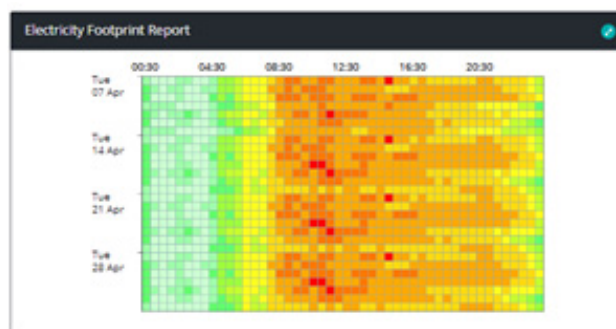 Electricity Footprint Report
00:30 04:30 08:30 12:30 16:30 20:30
Tue
07 Apr
Tue
14 Apr
Tue
21 Apr
Tue
28 Apr